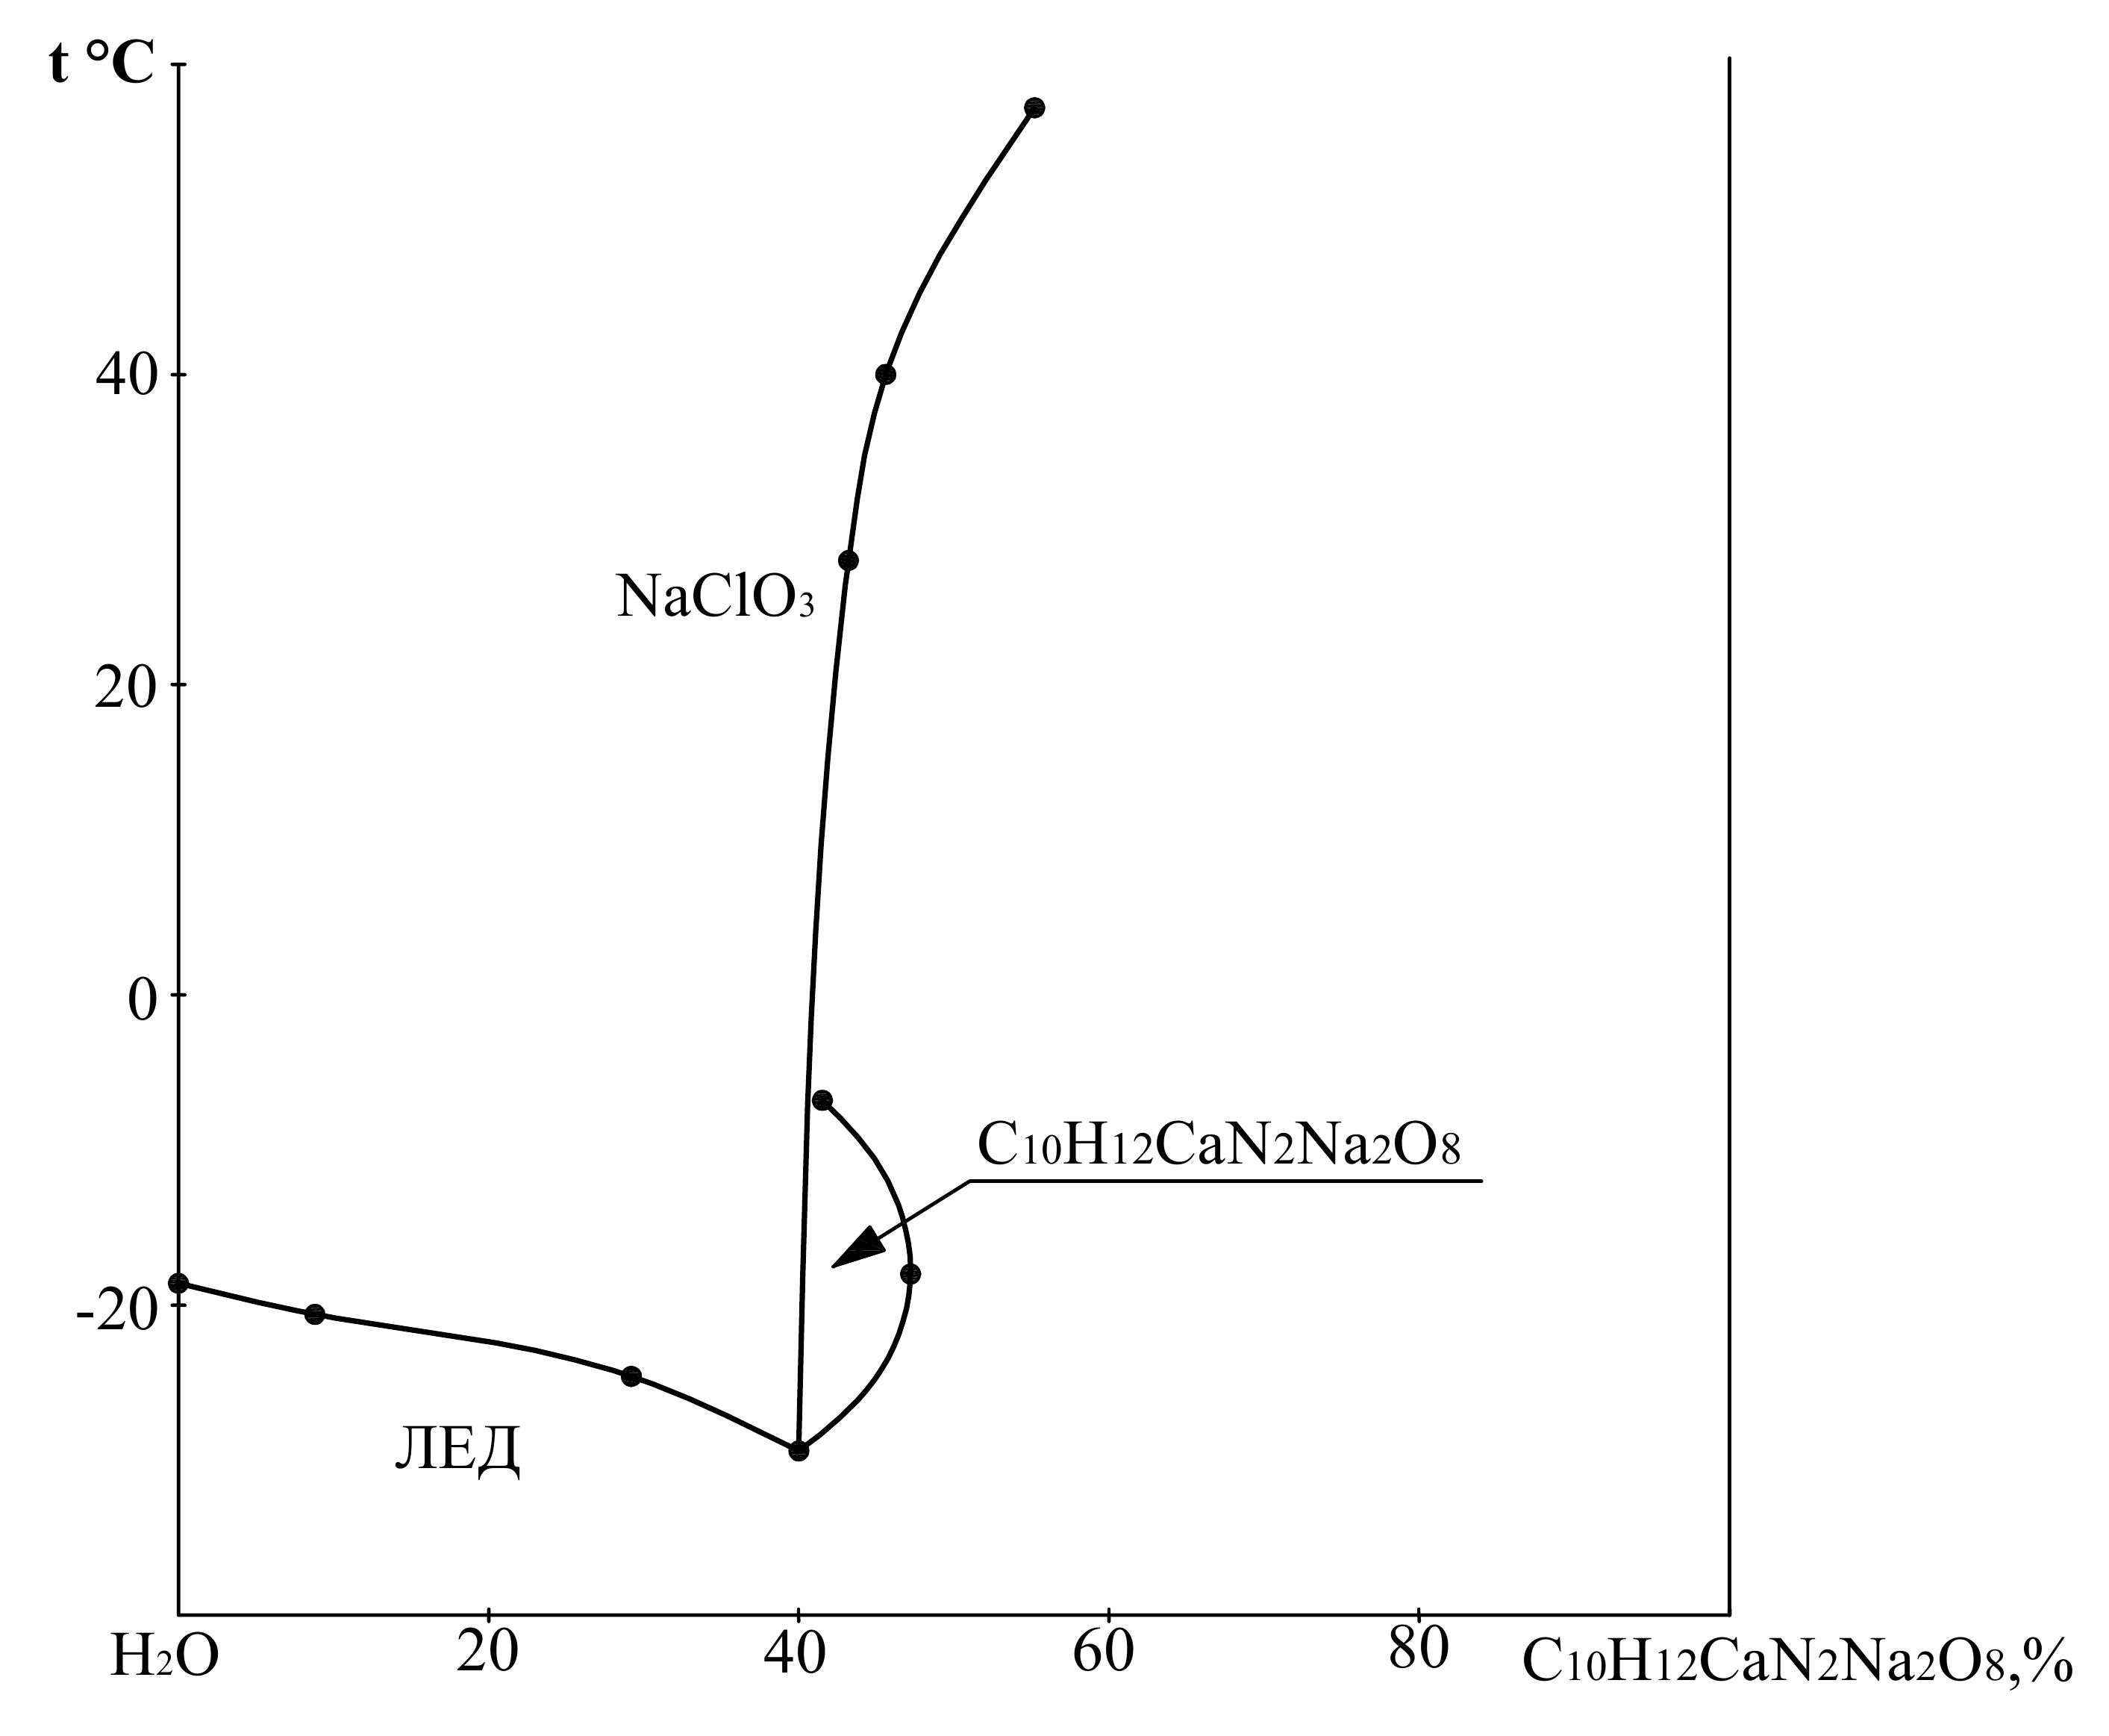 t °C
40
NaClO₃
20
0
C₁₀H₁₂CaN₂Na₂O₈
-20
ЛЕД
H₂O 20 40 60 80 C₁₀H₁₂CaN₂Na₂O₈,%